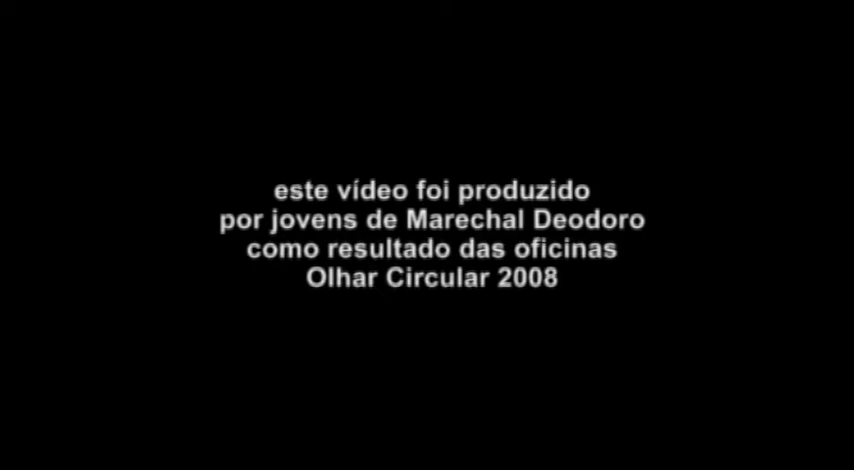 este vídeo foi produzido
por jovens de Marechal Deodoro
como resultado das oficinas
Olhar Circular 2008